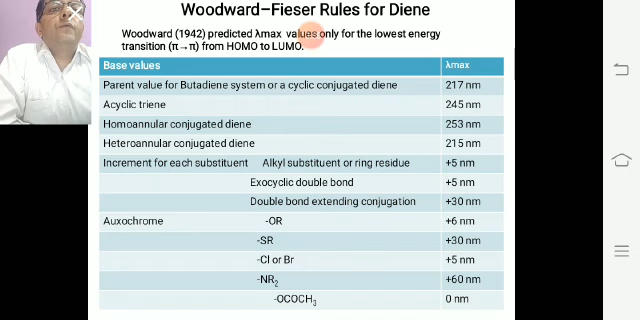 Woodward–Fieser Rules for Diene
Woodward (1942) predicted λmax values only for the lowest energy
transition (π→π) from HOMO to LUMO.
Base values λmax
Parent value for Butadiene system or a cyclic conjugated diene 217 nm
Acyclic triene 245 nm
Homoannular conjugated diene 253 nm
Heteroannular conjugated diene 215 nm
Increment for each substituent Alkyl substituent or ring residue +5 nm
Exocyclic double bond +5 nm
Double bond extending conjugation +30 nm
Auxochrome -OR +6 nm
-SR +30 nm
-Cl or Br +5 nm
-NR₂ +60 nm
-OCOCH₃ 0 nm